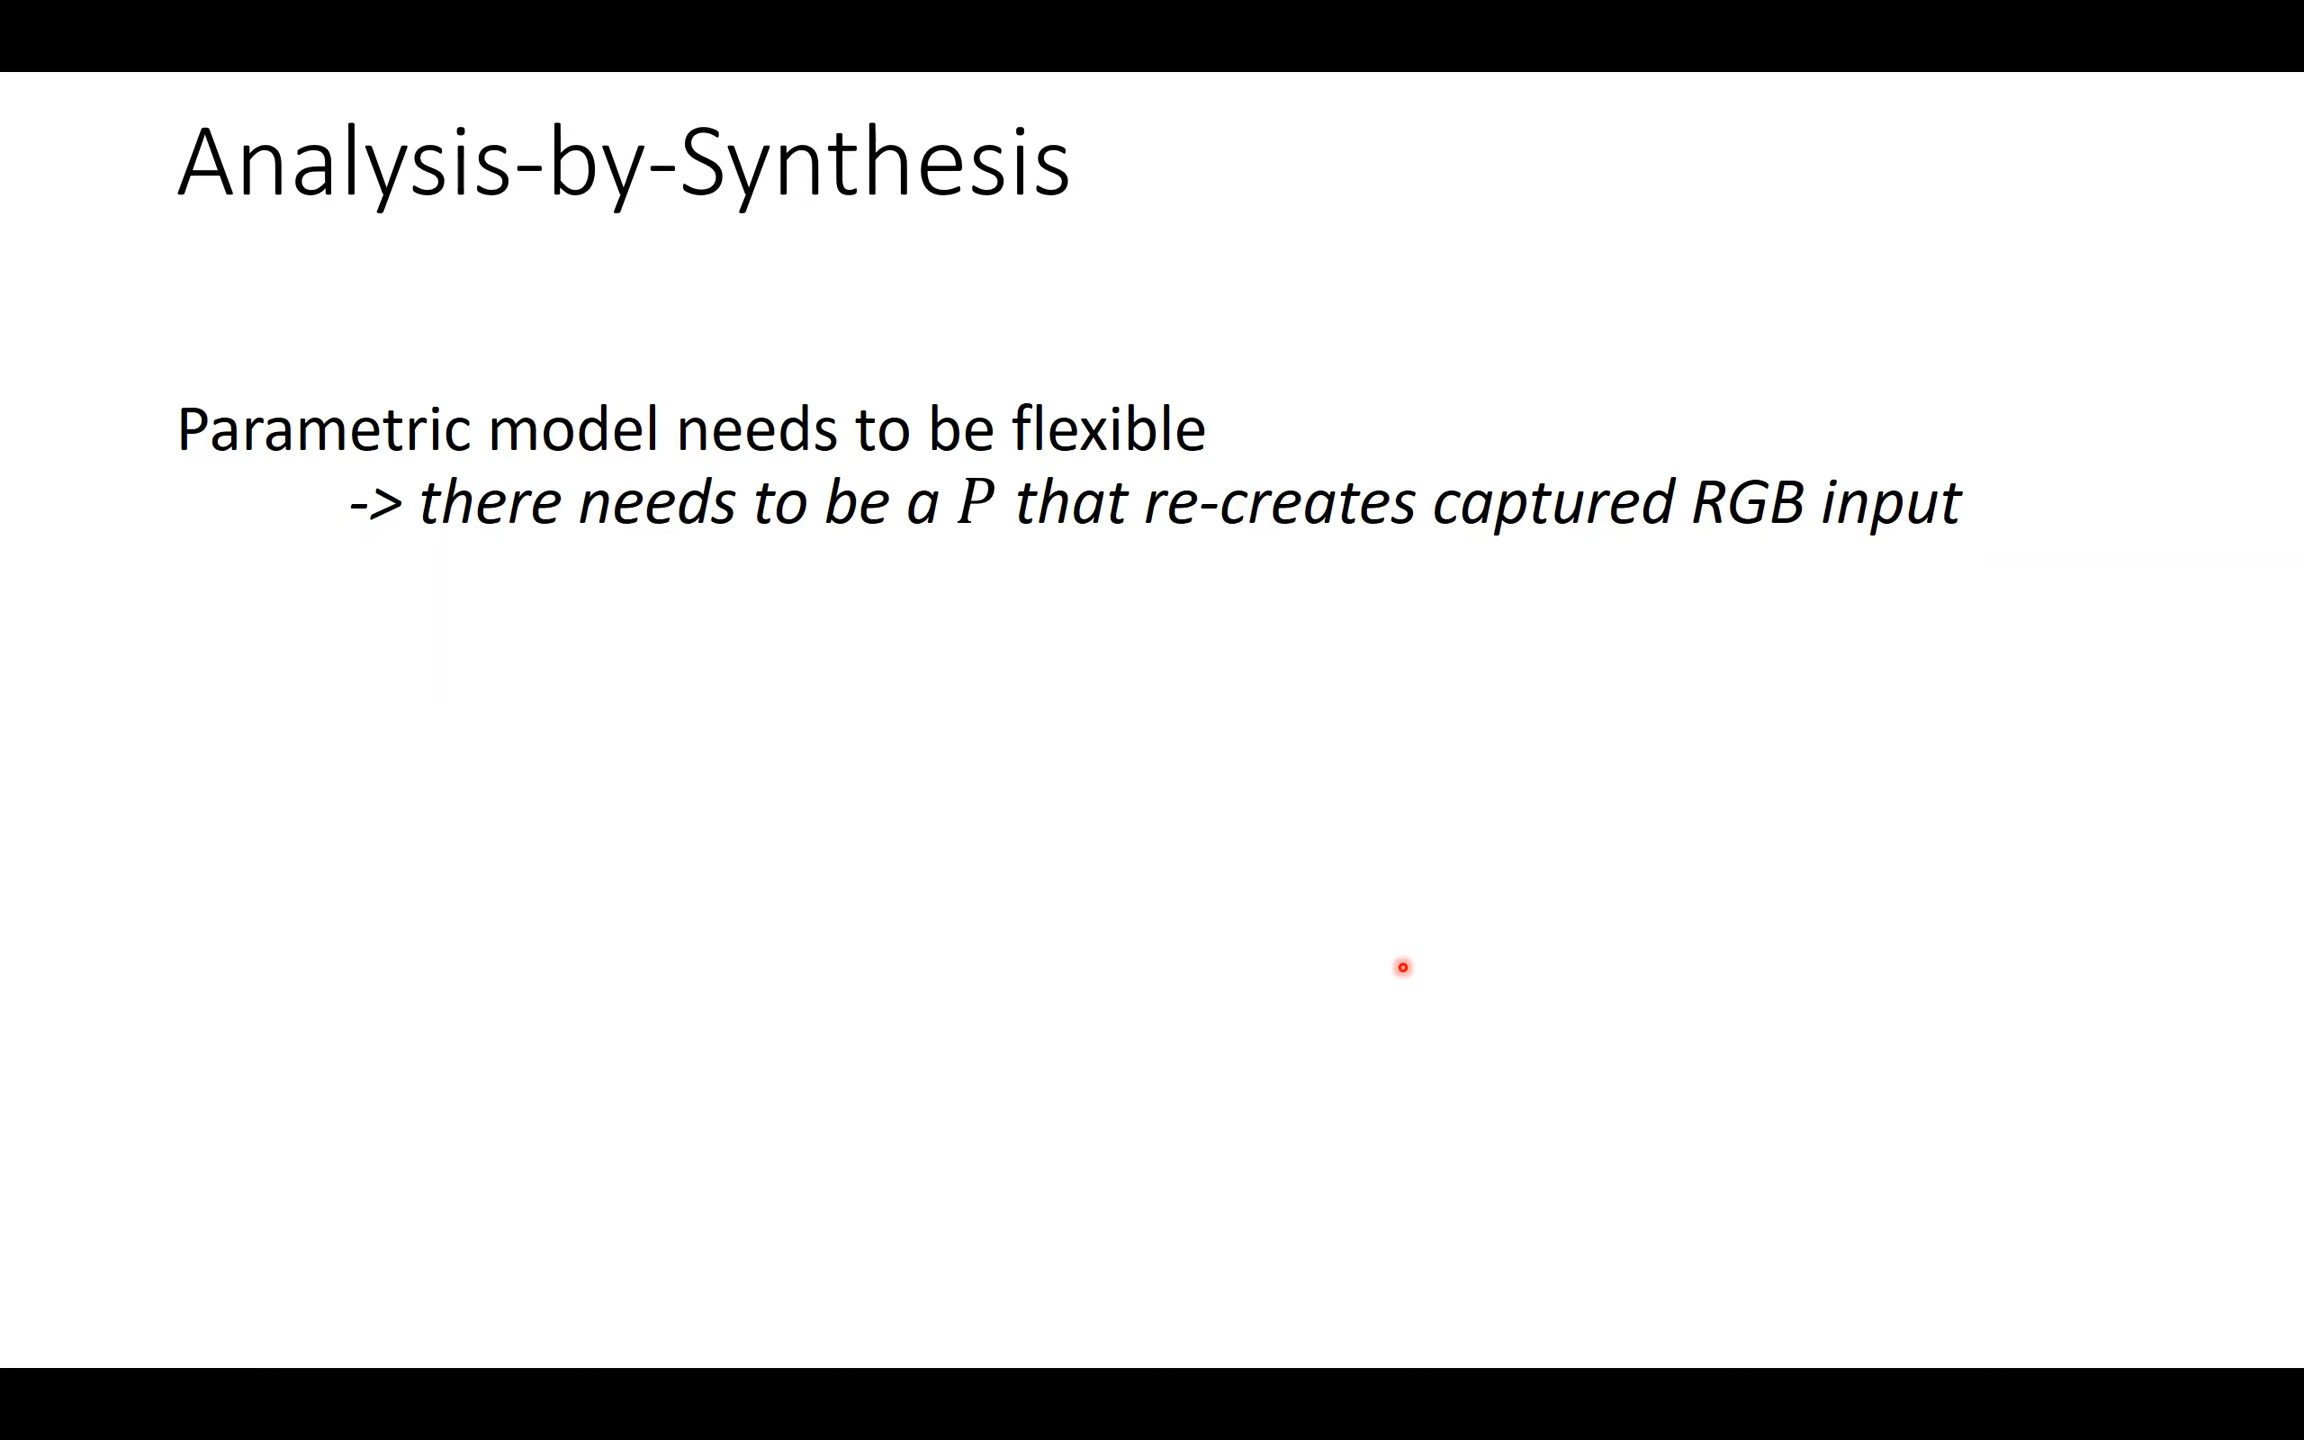 Analysis-by-Synthesis
Parametric model needs to be flexible
-> there needs to be a P that re-creates captured RGB input